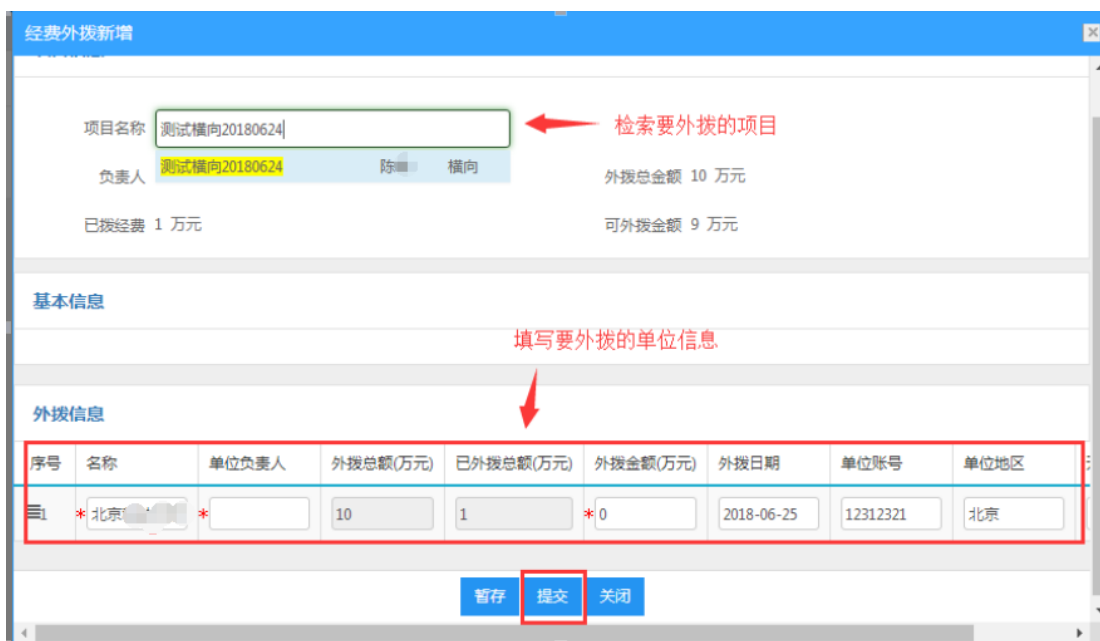 经费外拨新增
项目名称 测试横向20180624 检索要外拨的项目
测试横向20180624 陈 横向
负责人 外拨总金额 10 万元
已拨经费 1 万元 可外拨金额 9 万元
基本信息
填写要外拨的单位信息
外拨信息
序号 名称 单位负责人 外拨总额(万元) 已外拨总额(万元) 外拨金额(万元) 外拨日期 单位账号 单位地区
1 * 北京 * 10 1 * 0 2018-06-25 12312321 北京
暂存 提交 关闭